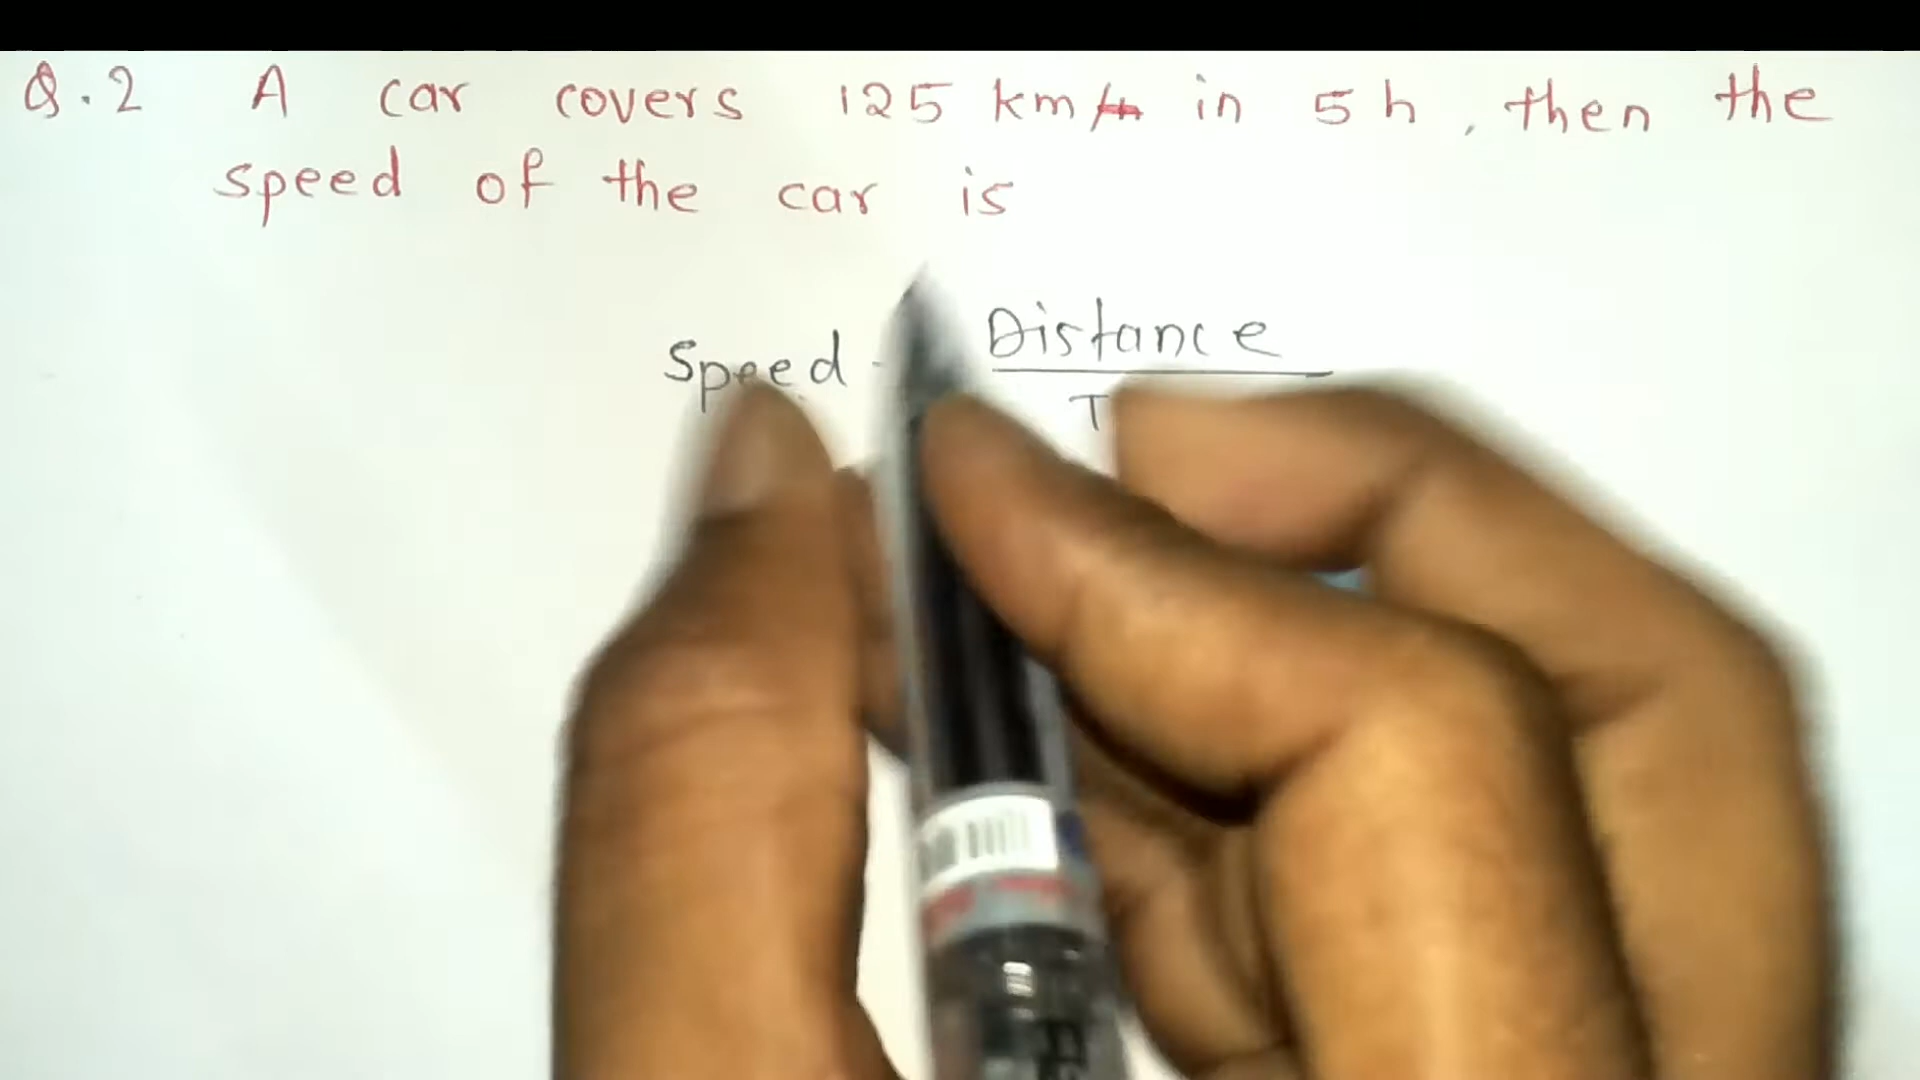 Q.2 A car covers 125 km in 5 h, then the
speed of the car is
Speed Distance
T